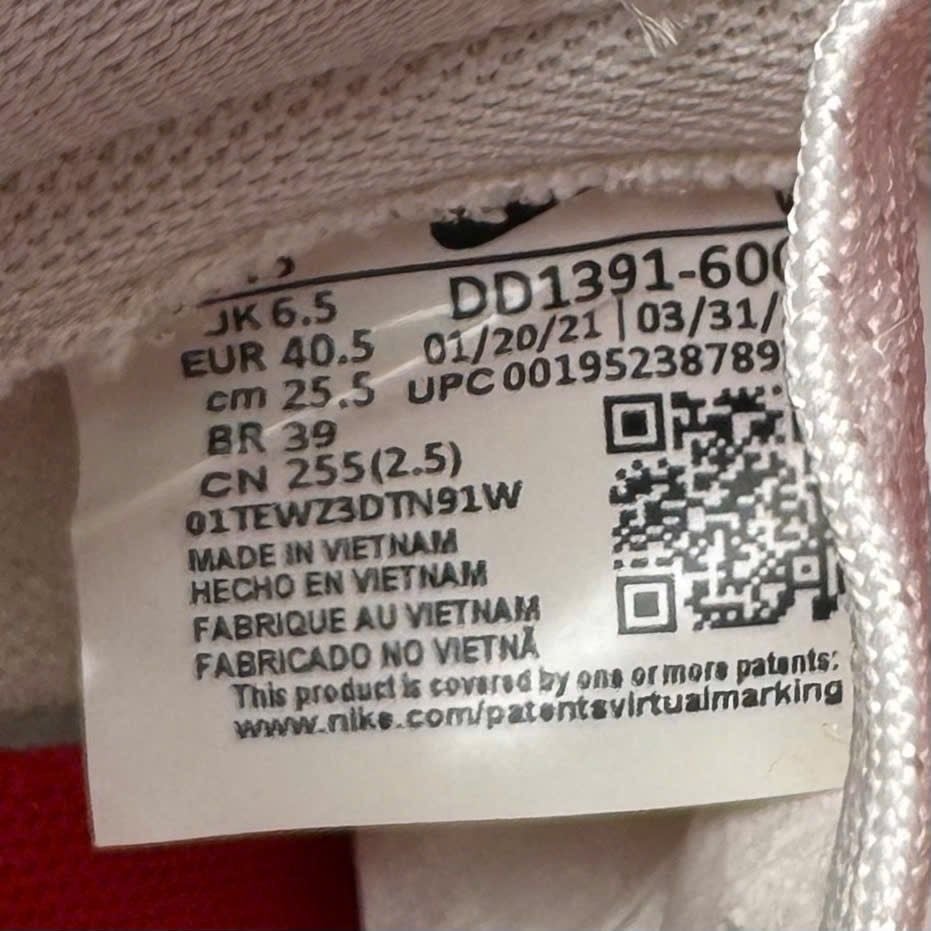 UK 6.5
DD1391-600
EUR 40.5
01/20/21 | 03/31/
cm 25.5
UPC 00195238789
BR 39
CN 255(2.5)
01TEWZ3DTN91W
MADE IN VIETNAM
HECHO EN VIETNAM
FABRIQUE AU VIETNAM
FABRICADO NO VIETNÃ
This product is covered by one or more patents:
www.nike.com/patentsvirtualmarking